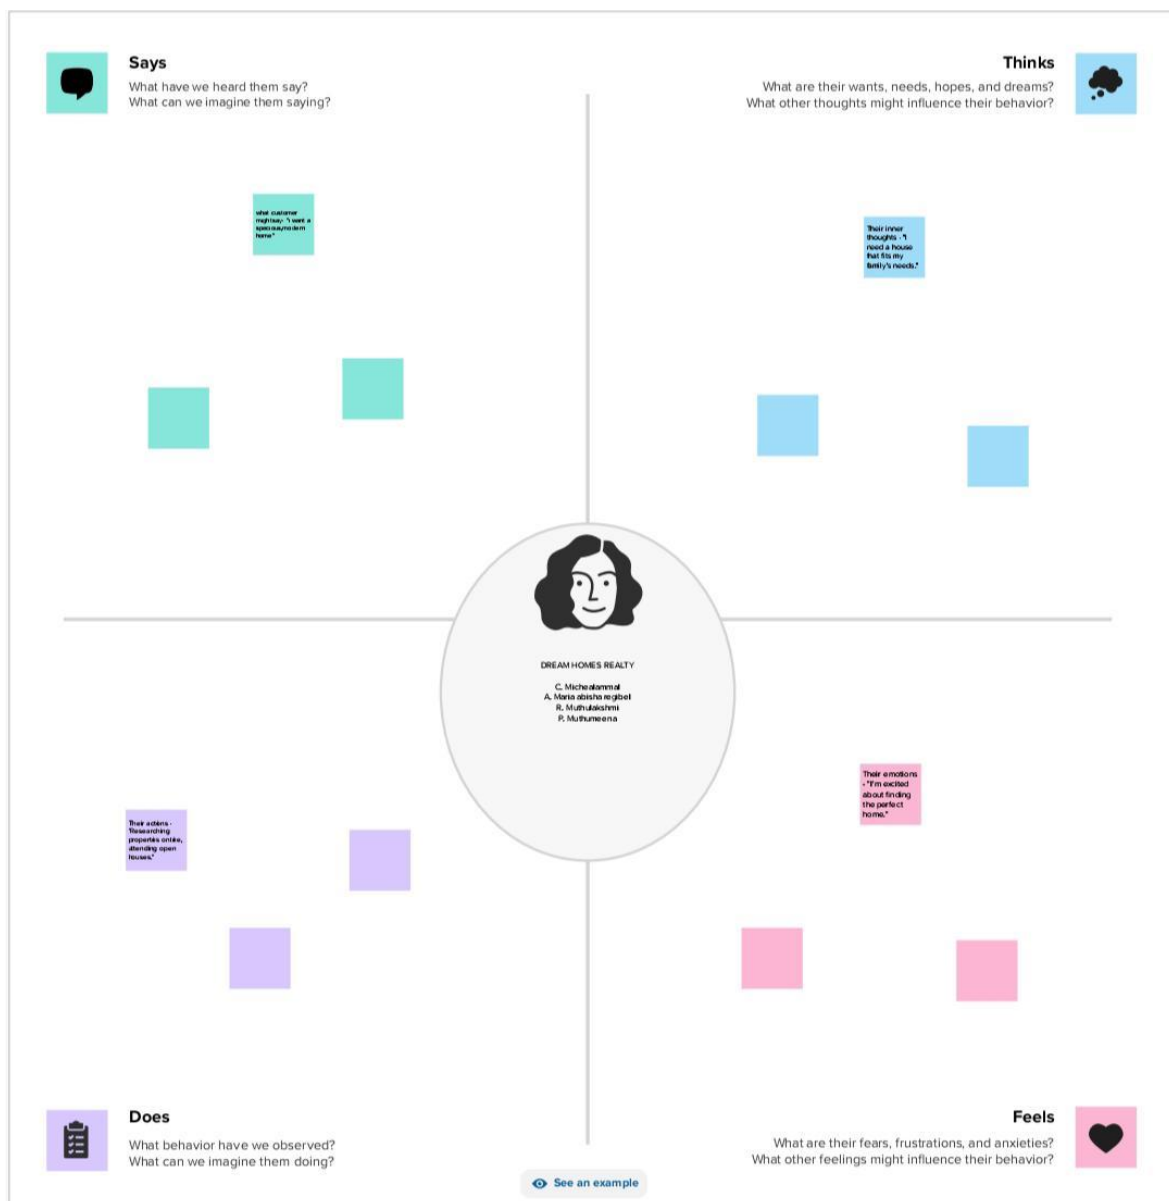 Says
What have we heard them say?
What can we imagine them saying?
Thinks
What are their wants, needs, hopes, and dreams?
What other thoughts might influence their behavior?
what customer
might say- "i want a
spacious,modern
home"
Their inner
thoughts - "I
need a house
that fits my
family's needs."
DREAM HOMES REALTY
C. Michealammal
A. Maria abisha regibel
R. Muthulakshmi
P. Muthumeena
Their emotions
- "I'm excited
about finding
the perfect
home."
Their actions -
"Researching
properties online,
attending open
houses."
Does
What behavior have we observed?
What can we imagine them doing?
Feels
What are their fears, frustrations, and anxieties?
What other feelings might influence their behavior?
See an example